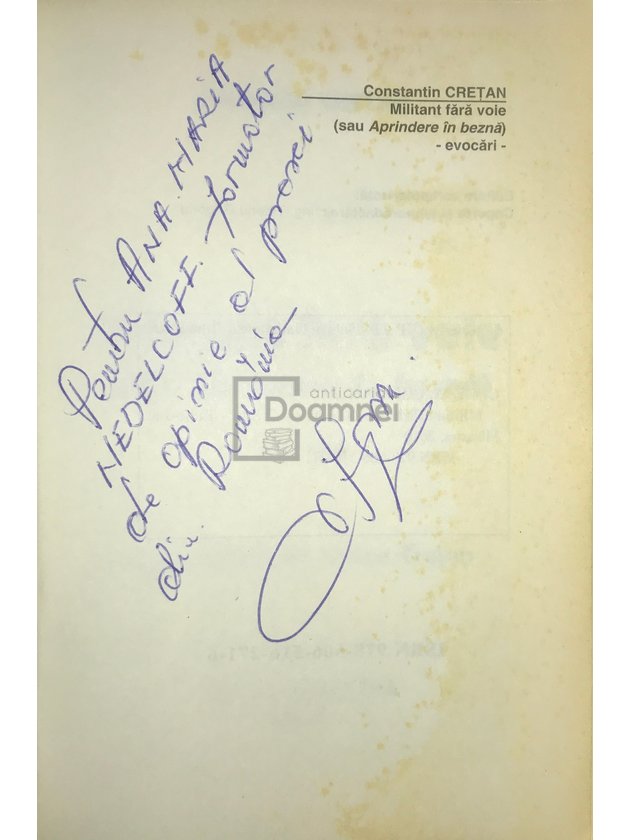 Constantin CREȚAN
Militant fără voie
(sau Aprindere în beznă)
- evocări -
Pentru ANA MARIA
NEDELCOFF. formator
de opinie al presei
din. România
anticariat
Doamnei